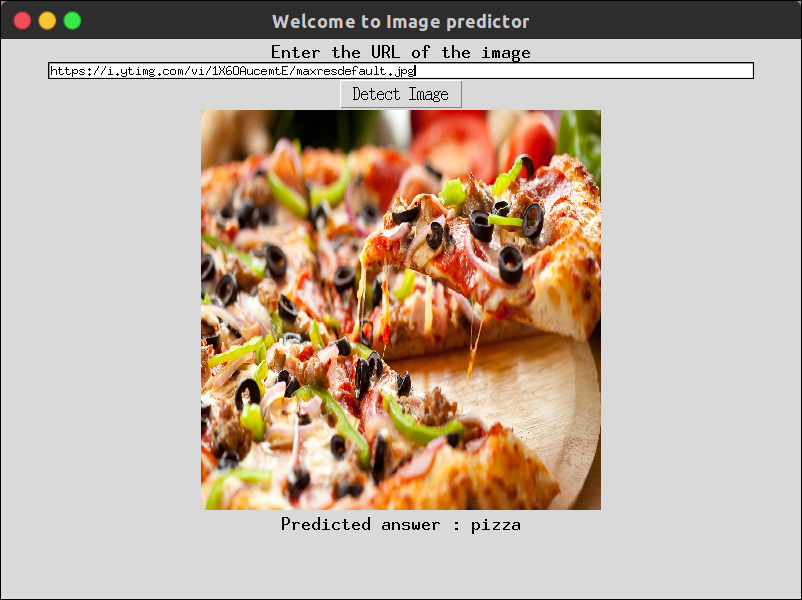 Welcome to Image predictor
Enter the URL of the image
https://i.ytimg.com/vi/1X6OAucemtE/maxresdefault.jpg
Detect Image
Predicted answer : pizza